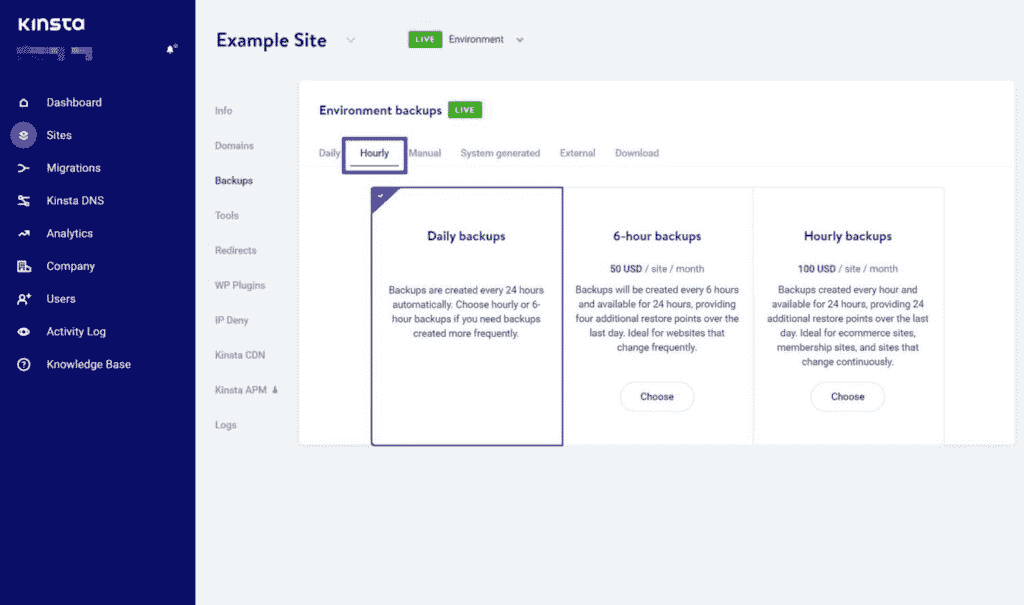 KINSTA
Dashboard
Sites
Migrations
Kinsta DNS
Analytics
Company
Users
Activity Log
Knowledge Base
Example Site
LIVE Environment
Info
Domains
Backups
Tools
Redirects
WP Plugins
IP Deny
Kinsta CDN
Kinsta APM
Logs
Environment backups LIVE
Daily Hourly Manual System generated External Download
Daily backups
Backups are created every 24 hours
automatically. Choose hourly or 6-
hour backups if you need backups
created more frequently.
6-hour backups
50 USD / site / month
Backups will be created every 6 hours
and available for 24 hours, providing
four additional restore points over the
last day. Ideal for websites that
change frequently.
Choose
Hourly backups
100 USD / site / month
Backups created every hour and
available for 24 hours, providing 24
additional restore points over the last
day. Ideal for ecommerce sites,
membership sites, and sites that
change continuously.
Choose